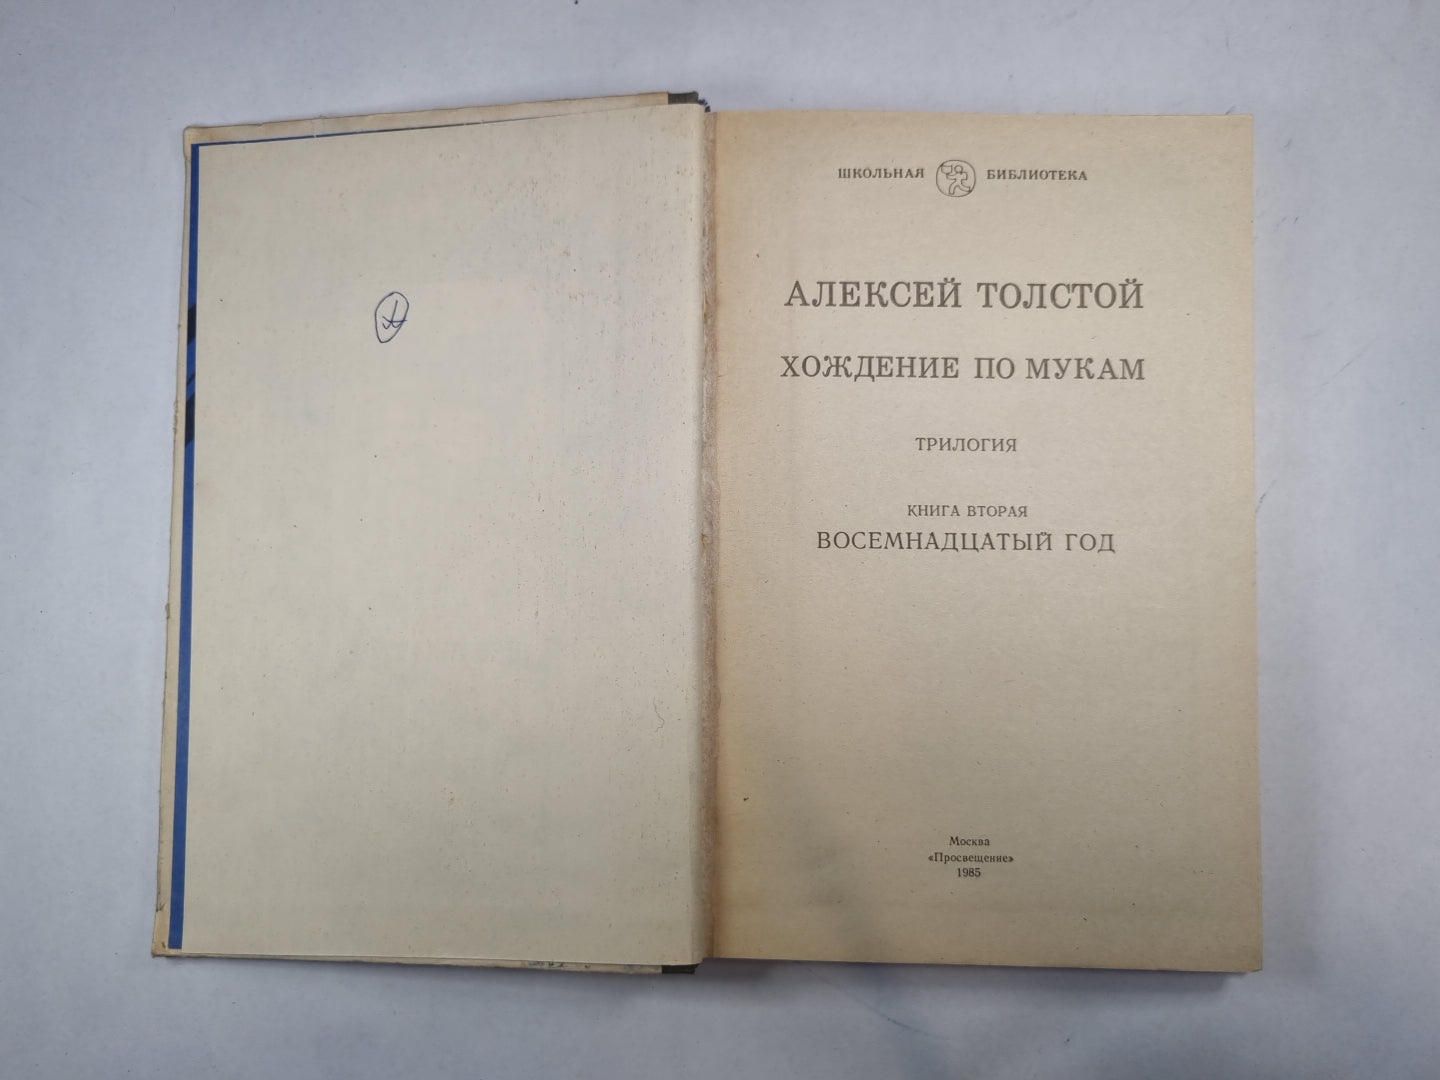 ШКОЛЬНАЯ БИБЛИОТЕКА
АЛЕКСЕЙ ТОЛСТОЙ
ХОЖДЕНИЕ ПО МУКАМ
ТРИЛОГИЯ
КНИГА ВТОРАЯ
ВОСЕМНАДЦАТЫЙ ГОД
Москва
«Просвещение»
1985